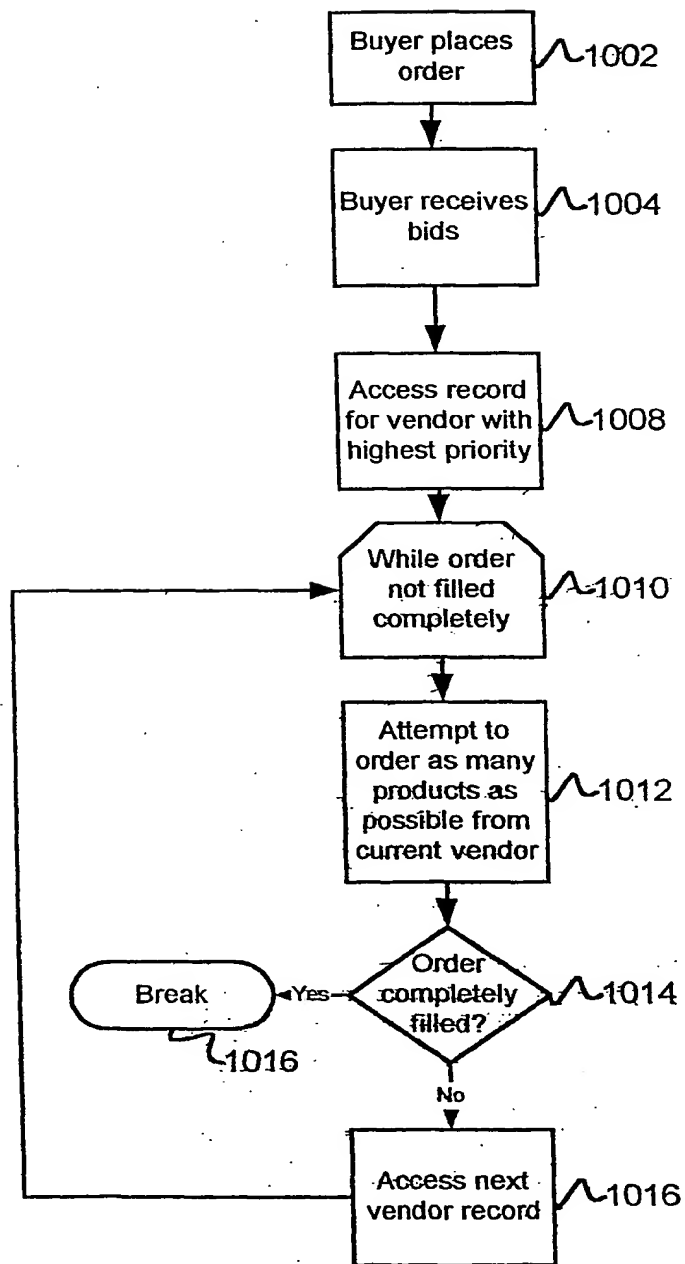 Buyer places
order
1002
Buyer receives
bids
1004
Access record
for vendor with
highest priority
1008
While order
not filled
completely
1010
Attempt to
order as many
products as
possible from
current vendor
1012
Order
completely
filled?
1014
Yes
Break
1016
No
Access next
vendor record
1016